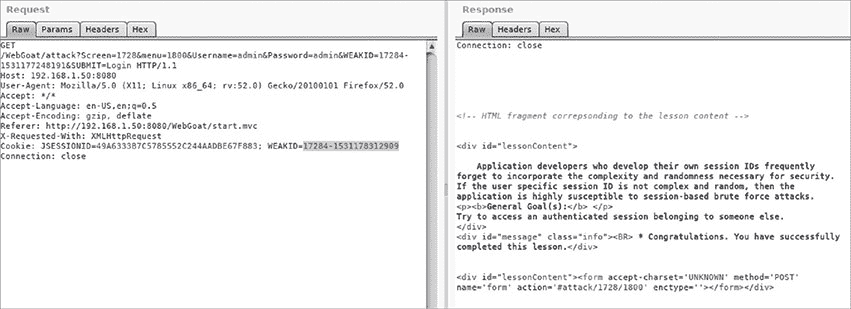 Request
Raw Params Headers Hex
GET
/WebGoat/attack?Screen=1728&menu=1800&Username=admin&Password=admin&WEAKID=17284-
1531177248191&SUBMIT=Login HTTP/1.1
Host: 192.168.1.50:8080
User-Agent: Mozilla/5.0 (X11; Linux x86_64; rv:52.0) Gecko/20100101 Firefox/52.0
Accept: */*
Accept-Language: en-US,en;q=0.5
Accept-Encoding: gzip, deflate
Referer: http://192.168.1.50:8080/WebGoat/start.mvc
X-Requested-With: XMLHttpRequest
Cookie: JSESSIONID=49A633387C5785552C244AADBE67F883; WEAKID=17284-1531178312909
Connection: close
Response
Raw Headers Hex
Connection: close
<!-- HTML fragment correpsonding to the lesson content -->
<div id="lessonContent">
Application developers who develop their own session IDs frequently
forget to incorporate the complexity and randomness necessary for security.
If the user specific session ID is not complex and random, then the
application is highly susceptible to session-based brute force attacks.
<p><b>General Goal(s):</b> </p>
Try to access an authenticated session belonging to someone else.
</div>
<div id="message" class="info"><BR> * Congratulations. You have successfully
completed this lesson.</div>
<div id="lessonContent"><form accept-charset='UNKNOWN' method='POST'
name='form' action='#attack/1728/1800' enctype=''></form></div>